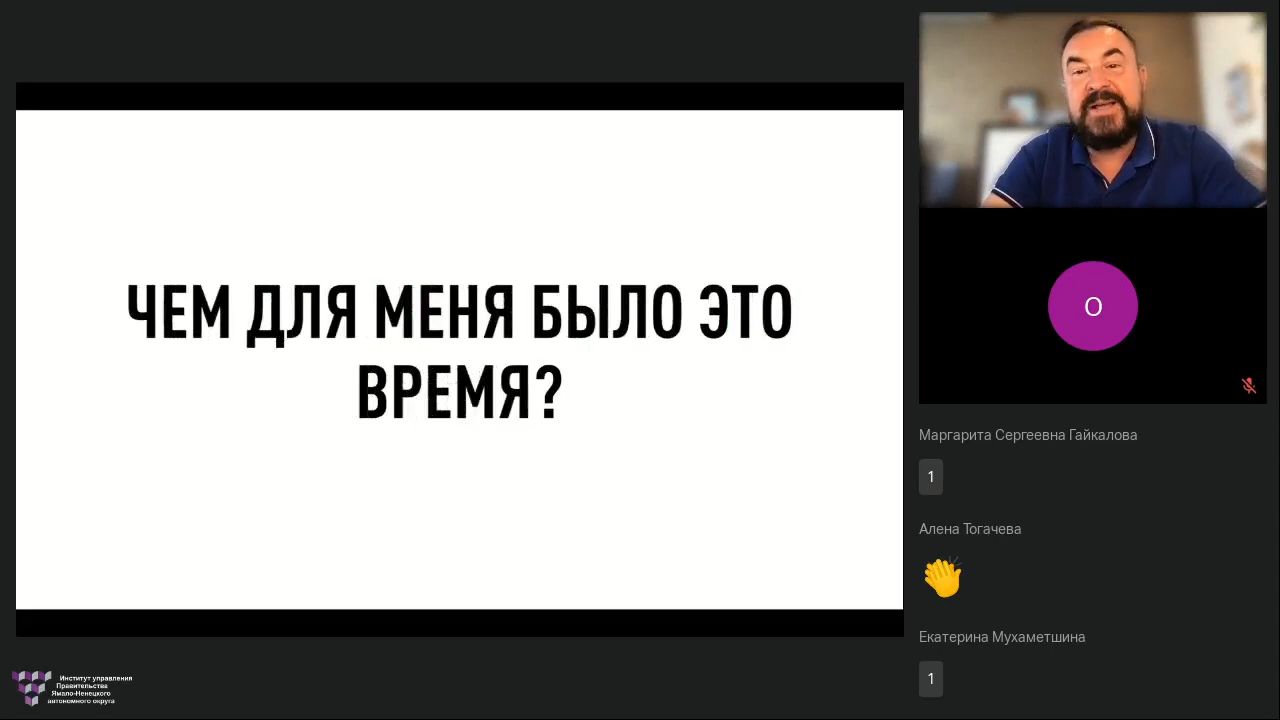 ЧЕМ ДЛЯ МЕНЯ БЫЛО ЭТО
ВРЕМЯ?
О
Маргарита Сергеевна Гайкалова
1
Алена Тогачева
Екатерина Мухаметшина
1
Институт управления
Правительства
Ямало-Ненецкого
автономного округа